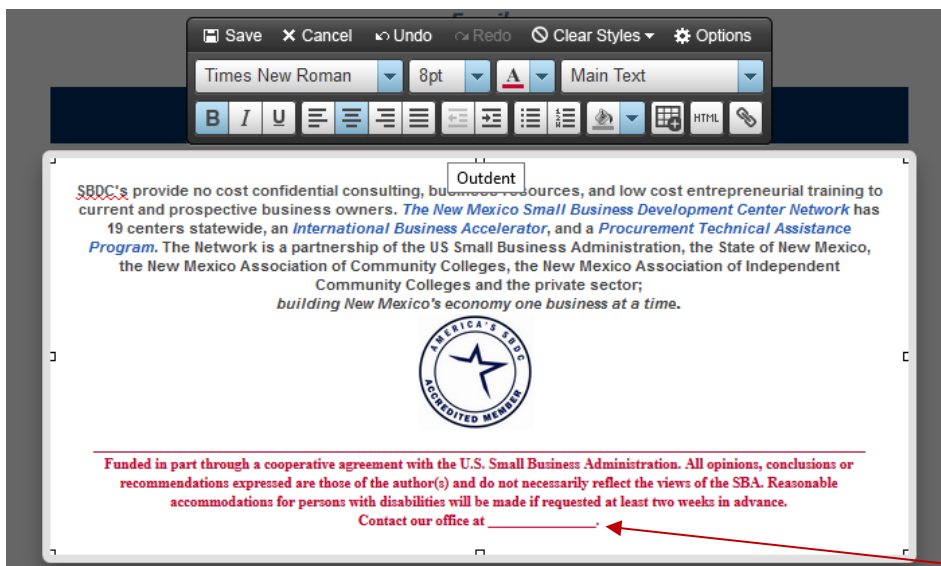 Save Cancel Undo Redo Clear Styles Options
Times New Roman 8pt A Main Text
B I U HTML
Outdent
SBDC's provide no cost confidential consulting, resources, and low cost entrepreneurial training to
current and prospective business owners. The New Mexico Small Business Development Center Network has
19 centers statewide, an International Business Accelerator, and a Procurement Technical Assistance
Program. The Network is a partnership of the US Small Business Administration, the State of New Mexico,
the New Mexico Association of Community Colleges, the New Mexico Association of Independent
Community Colleges and the private sector;
building New Mexico's economy one business at a time.
AMERICA'S SBDC
ACCREDITED MEMBER
Funded in part through a cooperative agreement with the U.S. Small Business Administration. All opinions, conclusions or
recommendations expressed are those of the author(s) and do not necessarily reflect the views of the SBA. Reasonable
accommodations for persons with disabilities will be made if requested at least two weeks in advance.
Contact our office at ________________.